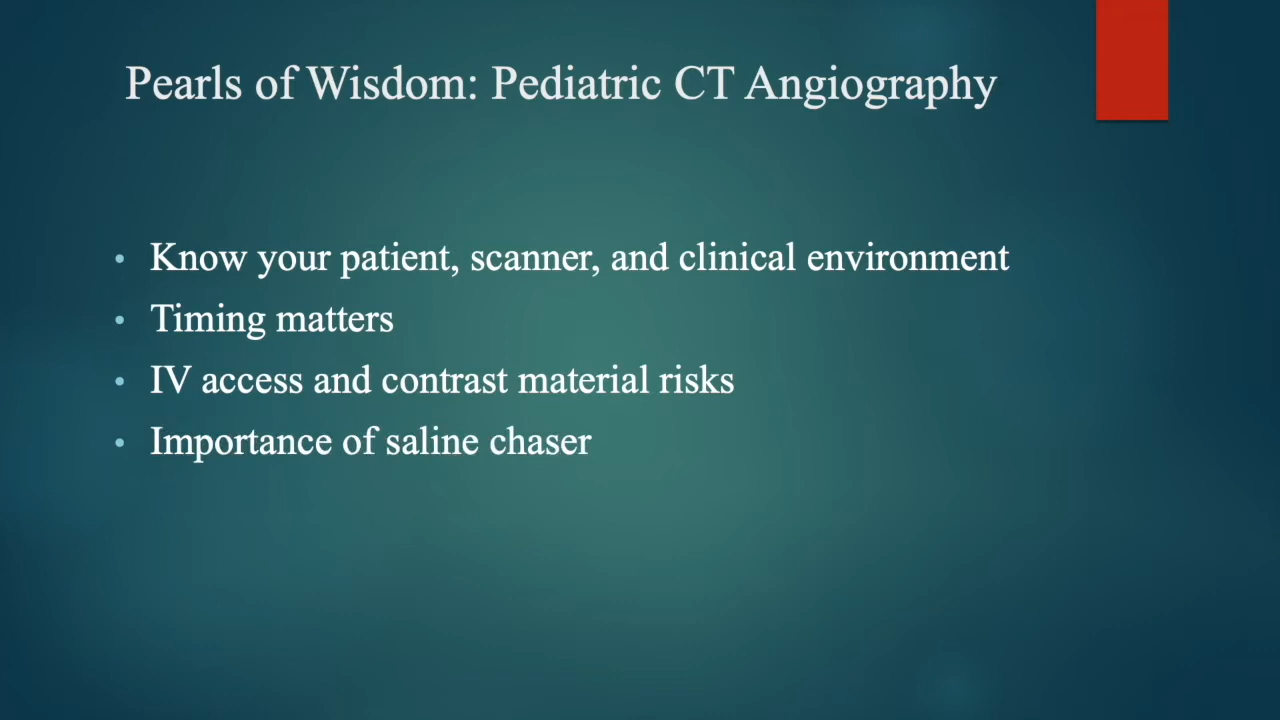 Pearls of Wisdom: Pediatric CT Angiography
• Know your patient, scanner, and clinical environment
• Timing matters
• IV access and contrast material risks
• Importance of saline chaser